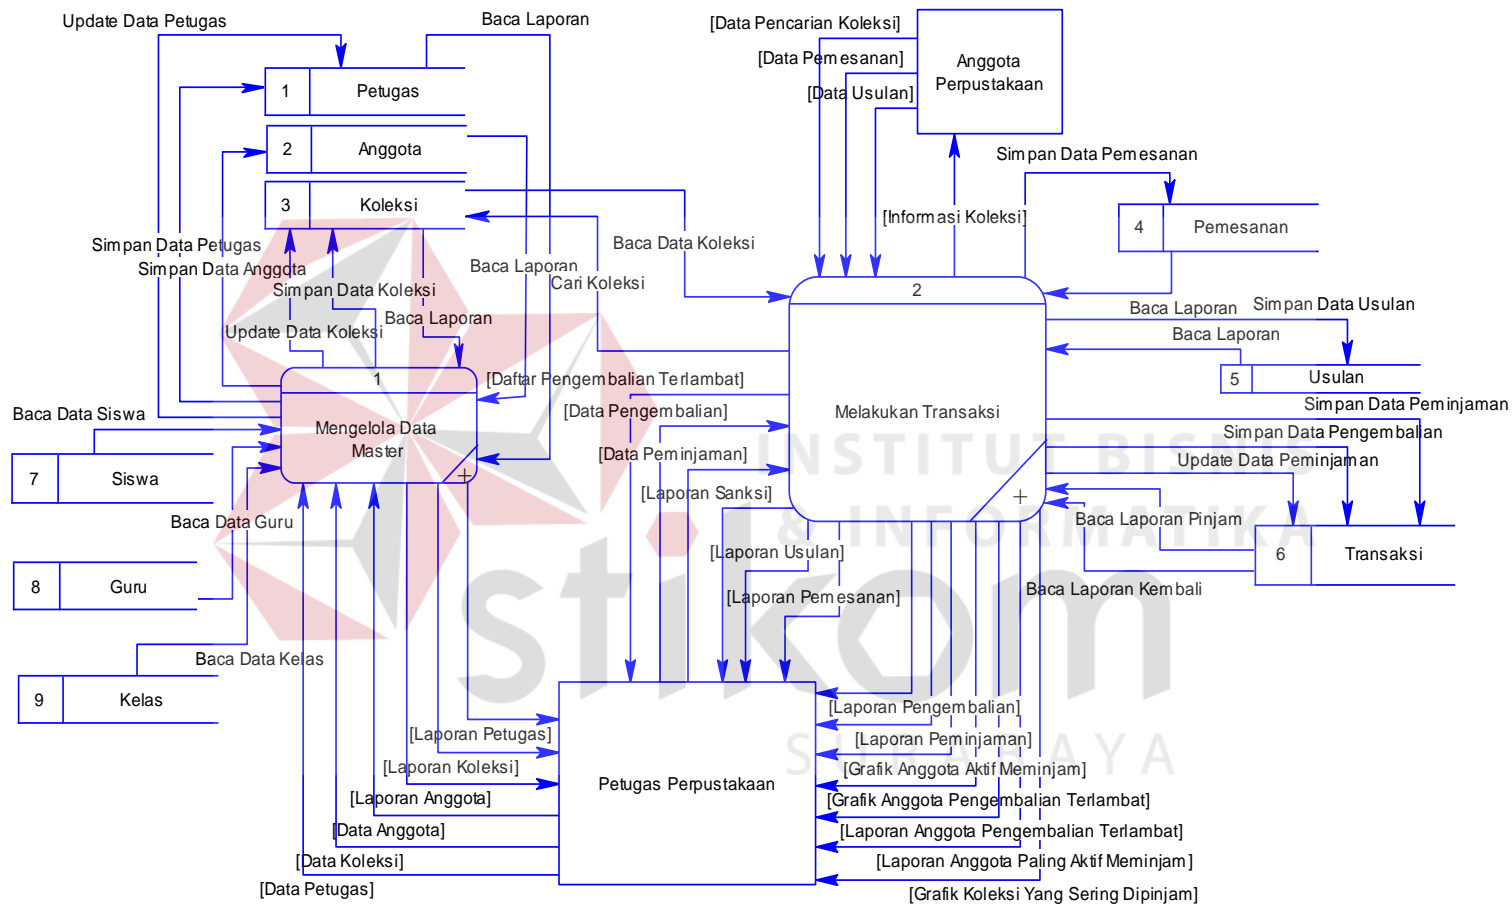 Update Data Petugas
Baca Laporan
[Data Pencarian Koleksi]
[Data Pemesanan]
[Data Usulan]
Anggota
Perpustakaan
1
Petugas
2
Anggota
3
Koleksi
Simpan Data Pemesanan
4
Pemesanan
[Informasi Koleksi]
Simpan Data Petugas
Simpan Data Anggota
Simpan Data Koleksi
Update Data Koleksi
Baca Laporan
Baca Laporan
Cari Koleksi
Baca Data Koleksi
2
Melakukan Transaksi
+
Baca Laporan
Simpan Data Usulan
Baca Laporan
5
Usulan
Simpan Data Peminjaman
Simpan Data Pengembalian
Update Data Peminjaman
1
Mengelola Data
Master
+
[Daftar Pengembalian Terlambat]
[Data Pengembalian]
[Data Peminjaman]
[Laporan Sanksi]
[Laporan Usulan]
[Laporan Pemesanan]
Baca Data Siswa
7
Siswa
Baca Data Guru
8
Guru
Baca Data Kelas
9
Kelas
Baca Laporan Pinjam
6
Transaksi
Baca Laporan Kembali
INSTITUT BISNIS
& INFORMATIKA
stikom
SURABAYA
Petugas Perpustakaan
[Laporan Petugas]
[Laporan Koleksi]
[Laporan Anggota]
[Data Anggota]
[Data Koleksi]
[Data Petugas]
[Laporan Pengembalian]
[Laporan Peminjaman]
[Grafik Anggota Aktif Meminjam]
[Grafik Anggota Pengembalian Terlambat]
[Laporan Anggota Pengembalian Terlambat]
[Laporan Anggota Paling Aktif Meminjam]
[Grafik Koleksi Yang Sering Dipinjam]